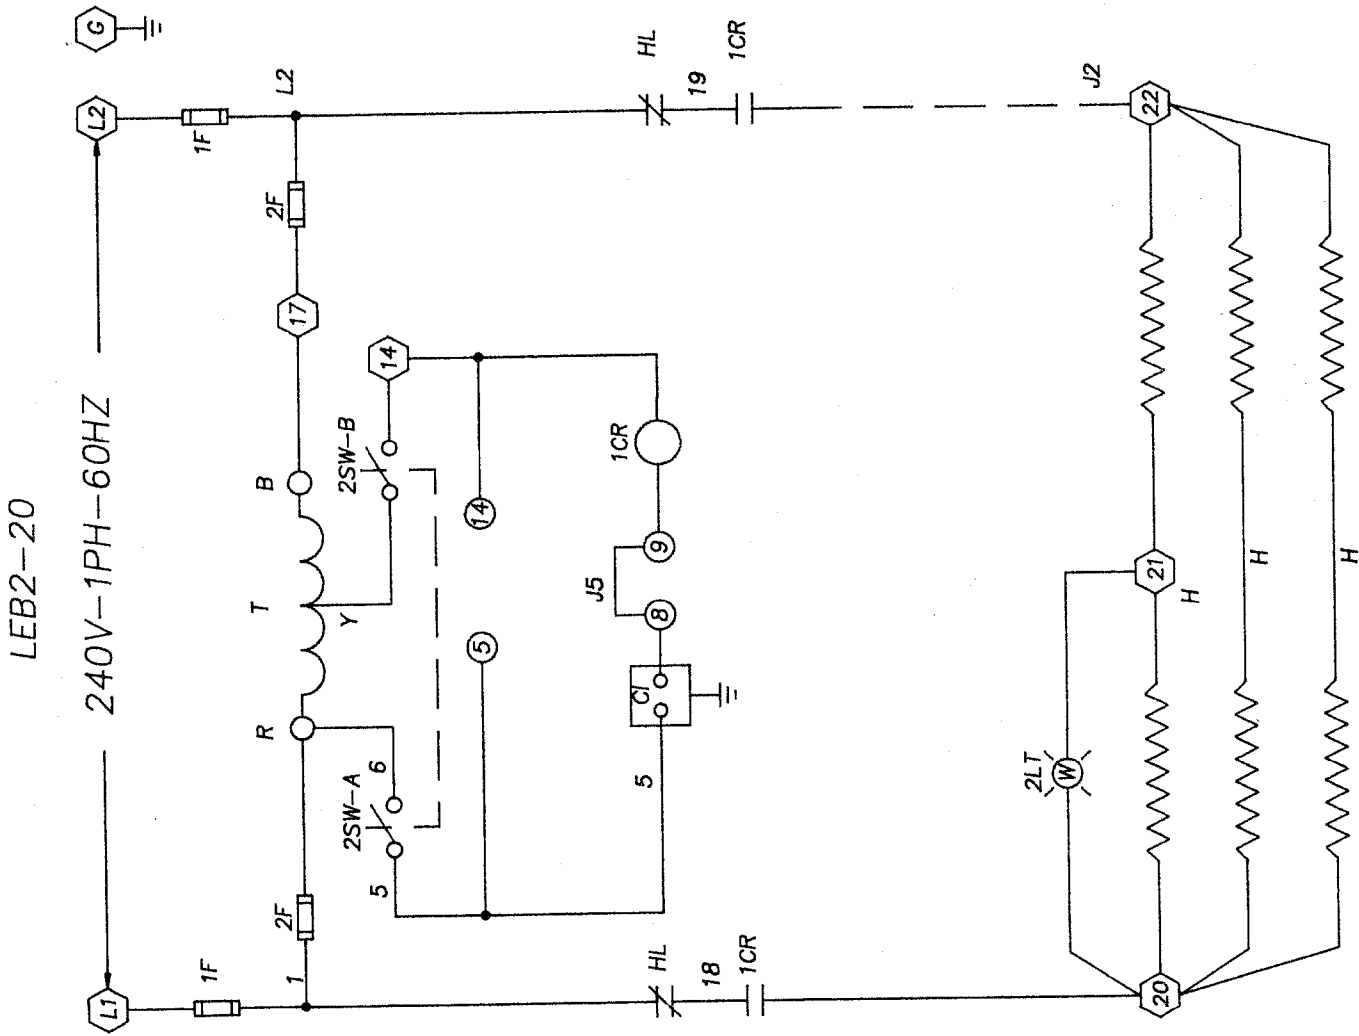 LEB2-20
240V-1PH-60HZ
L1
L2
G
1F
1F
1
L2
2F
R
T
B
17
2F
Y
2SW-A
6
5
2SW-B
14
5
14
5
CI
8
J5
9
1CR
HL
18
1CR
HL
19
1CR
J2
2LT
W
20
21
22
H
H
H